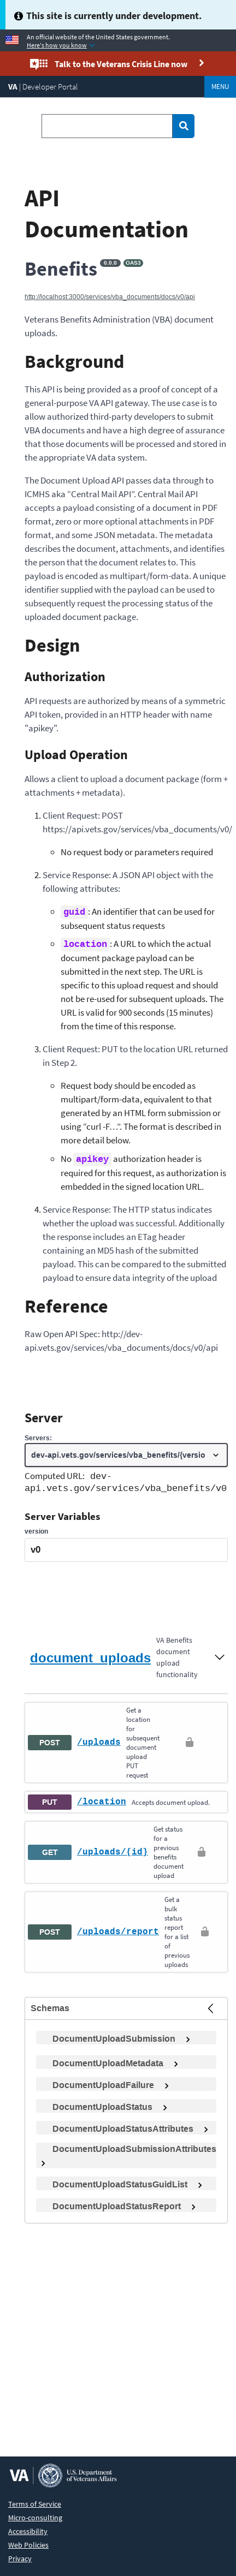 This site is currently under development.
An official website of the United States government.
Here's how you know
Talk to the Veterans Crisis Line now
VA | Developer Portal
MENU
API
Documentation
Benefits 0.0.0 OAS3
http://localhost:3000/services/vba_documents/docs/v0/api
Veterans Benefits Administration (VBA) document
uploads.
Background
This API is being provided as a proof of concept of a
general-purpose VA API gateway. The use case is to
allow authorized third-party developers to submit
VBA documents and have a high degree of assurance
that those documents will be processed and stored in
an appropriate VA data system.
The Document Upload API passes data through to
ICMHS aka "Central Mail API". Central Mail API
accepts a payload consisting of a document in PDF
format, zero or more optional attachments in PDF
format, and some JSON metadata. The metadata
describes the document, attachments, and identifies
the person that the document relates to. This
payload is encoded as multipart/form-data. A unique
identifier supplied with the payload can be used to
subsequently request the processing status of the
uploaded document package.
Design
Authorization
API requests are authorized by means of a symmetric
API token, provided in an HTTP header with name
"apikey".
Upload Operation
Allows a client to upload a document package (form +
attachments + metadata).
1. Client Request: POST
https://api.vets.gov/services/vba_documents/v0/
No request body or parameters required
2. Service Response: A JSON API object with the
following attributes:
guid: An identifier that can be used for
subsequent status requests
location: A URL to which the actual
document package payload can be
submitted in the next step. The URL is
specific to this upload request and should
not be re-used for subsequent uploads. The
URL is valid for 900 seconds (15 minutes)
from the time of this response.
3. Client Request: PUT to the location URL returned
in Step 2.
Request body should be encoded as
multipart/form-data, equivalent to that
generated by an HTML form submission or
using "curl -F…". The format is described in
more detail below.
No apikey authorization header is
required for this request, as authorization is
embedded in the signed location URL.
4. Service Response: The HTTP status indicates
whether the upload was successful. Additionally
the response includes an ETag header
containing an MD5 hash of the submitted
payload. This can be compared to the submitted
payload to ensure data integrity of the upload
Reference
Raw Open API Spec: http://dev-
api.vets.gov/services/vba_documents/docs/v0/api
Server
Servers:
dev-api.vets.gov/services/vba_benefits/{versio
Computed URL: dev-
api.vets.gov/services/vba_benefits/v0
Server Variables
version
v0
document_uploads
VA Benefits
document
upload
functionality
POST /uploads
Get a
location
for
subsequent
document
upload
PUT
request
PUT /location Accepts document upload.
GET /uploads/{id}
Get status
for a
previous
benefits
document
upload
POST /uploads/report
Get a
bulk
status
report
for a list
of
previous
uploads
Schemas
DocumentUploadSubmission
DocumentUploadMetadata
DocumentUploadFailure
DocumentUploadStatus
DocumentUploadStatusAttributes
DocumentUploadSubmissionAttributes
DocumentUploadStatusGuidList
DocumentUploadStatusReport
VA U.S. Department
of Veterans Affairs
Terms of Service
Micro-consulting
Accessibility
Web Policies
Privacy